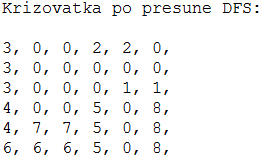 Krizovatka po presune DFS:
3, 0, 0, 2, 2, 0,
3, 0, 0, 0, 0, 0,
3, 0, 0, 0, 1, 1,
4, 0, 0, 5, 0, 8,
4, 7, 7, 5, 0, 8,
6, 6, 6, 5, 0, 8,